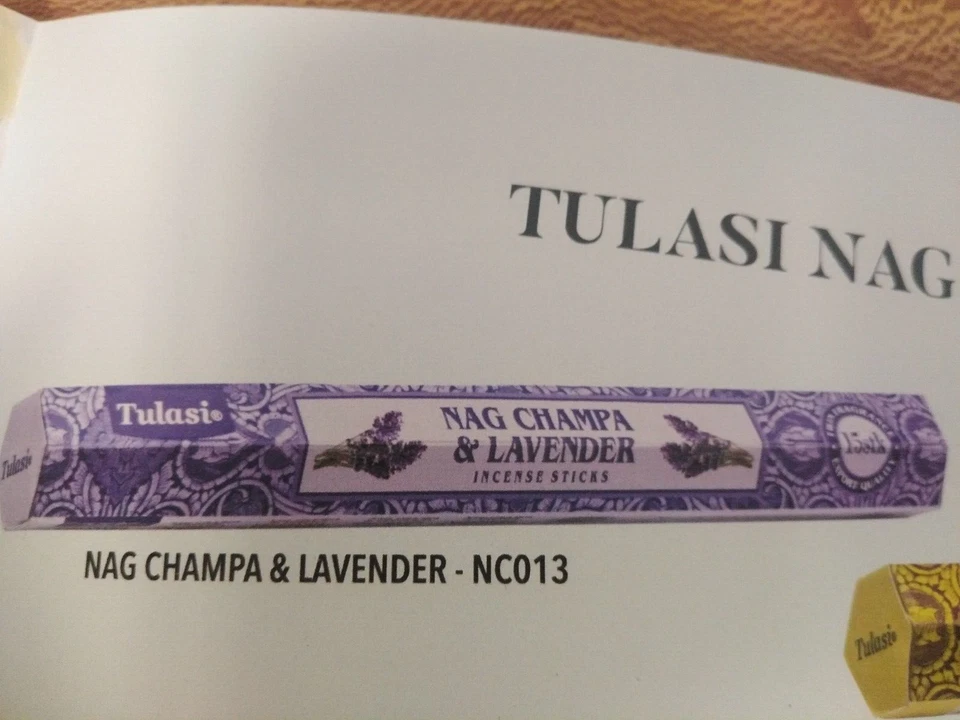 TULASI NAG
Tulasi®
NAG CHAMPA
& LAVENDER
INCENSE STICKS
Tulasi®
NAG CHAMPA & LAVENDER - NC013
Tulasi®